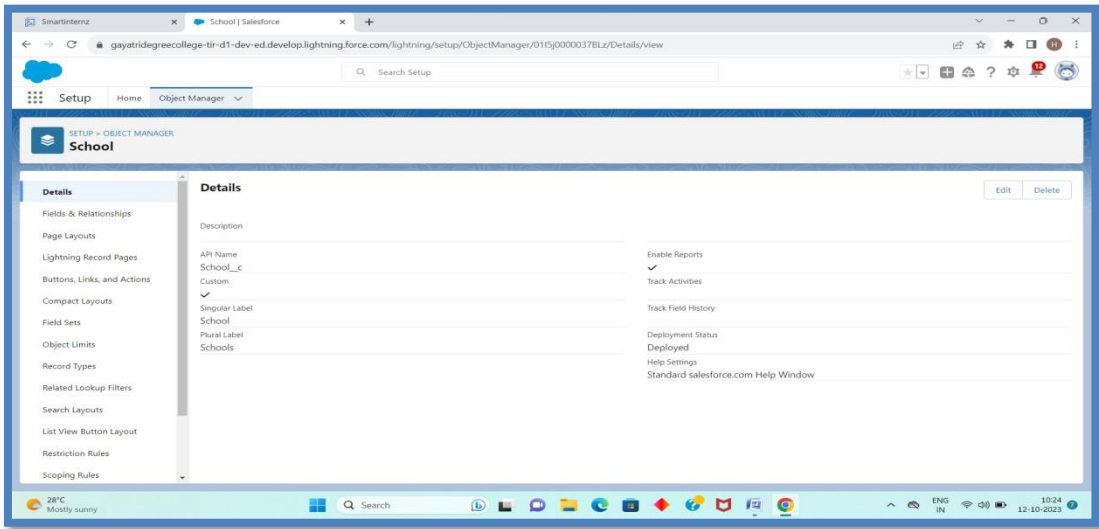 Smartinternz
School | Salesforce
gayatridegreecollege-tir-d1-dev-ed.develop.lightning.force.com/lightning/setup/ObjectManager/01I5j0000037BLz/Details/view
H
Search Setup
12
Setup Home Object Manager
SETUP > OBJECT MANAGER
School
Details
Fields & Relationships
Page Layouts
Lightning Record Pages
Buttons, Links, and Actions
Compact Layouts
Field Sets
Object Limits
Record Types
Related Lookup Filters
Search Layouts
List View Button Layout
Restriction Rules
Scoping Rules
Details
Edit Delete
Description
API Name
School__c
Custom
Singular Label
School
Plural Label
Schools
Enable Reports
Track Activities
Track Field History
Deployment Status
Deployed
Help Settings
Standard salesforce.com Help Window
28°C
Mostly sunny
Search
ENG
IN
10:24
12-10-2023